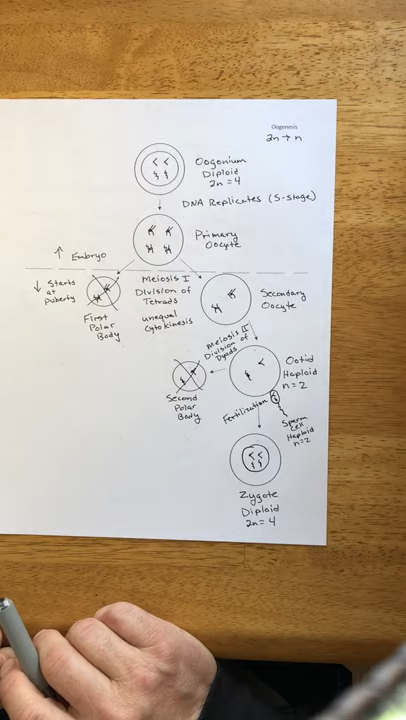 Oogenesis
2n → n
Oogonium
Diploid
2n = 4
DNA Replicates (S-stage)
Primary
Oocyte
↑ Embryo
↓ Starts
at
puberty
Meiosis I
Division of
Tetrads
unequal
Cytokinesis
First
Polar
Body
Secondary
Oocyte
Meiosis II
Division of
Dyads
Second
Polar
Body
Ootid
Haploid
n = 2
Fertilization
Sperm
Cell
Haploid
n=2
Zygote
Diploid
2n = 4